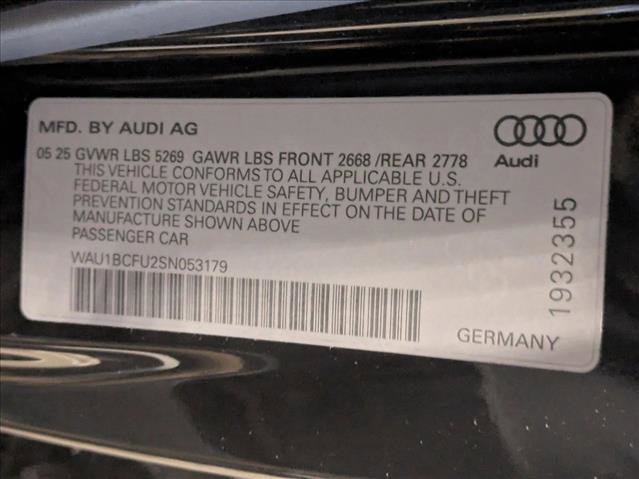 MFD. BY AUDI AG
05 25 GVWR LBS 5269 GAWR LBS FRONT 2668 /REAR 2778
THIS VEHICLE CONFORMS TO ALL APPLICABLE U.S.
FEDERAL MOTOR VEHICLE SAFETY, BUMPER AND THEFT
PREVENTION STANDARDS IN EFFECT ON THE DATE OF
MANUFACTURE SHOWN ABOVE
PASSENGER CAR
WAU1BCFU2SN053179
Audi
1932355
GERMANY